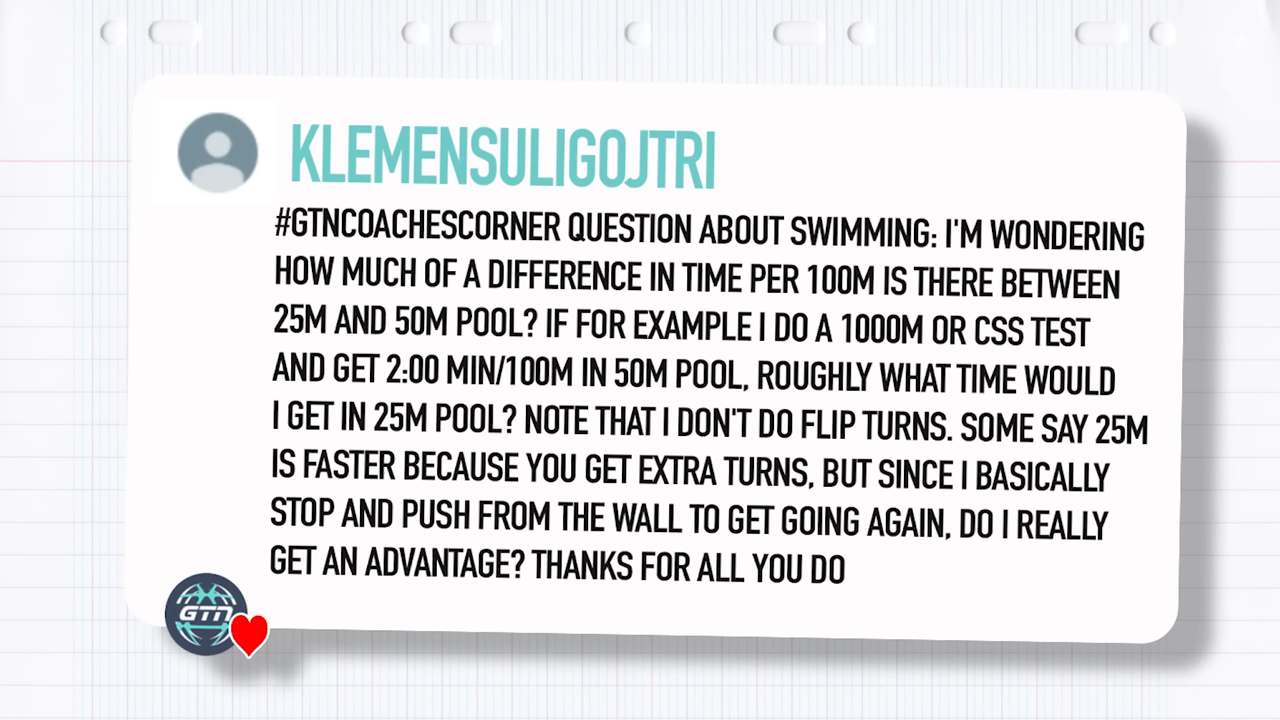 KLEMENSULIGOJTRI
#GTNCOACHESCORNER QUESTION ABOUT SWIMMING: I'M WONDERING
HOW MUCH OF A DIFFERENCE IN TIME PER 100M IS THERE BETWEEN
25M AND 50M POOL? IF FOR EXAMPLE I DO A 1000M OR CSS TEST
AND GET 2:00 MIN/100M IN 50M POOL, ROUGHLY WHAT TIME WOULD
I GET IN 25M POOL? NOTE THAT I DON'T DO FLIP TURNS. SOME SAY 25M
IS FASTER BECAUSE YOU GET EXTRA TURNS, BUT SINCE I BASICALLY
STOP AND PUSH FROM THE WALL TO GET GOING AGAIN, DO I REALLY
GET AN ADVANTAGE? THANKS FOR ALL YOU DO
GTN